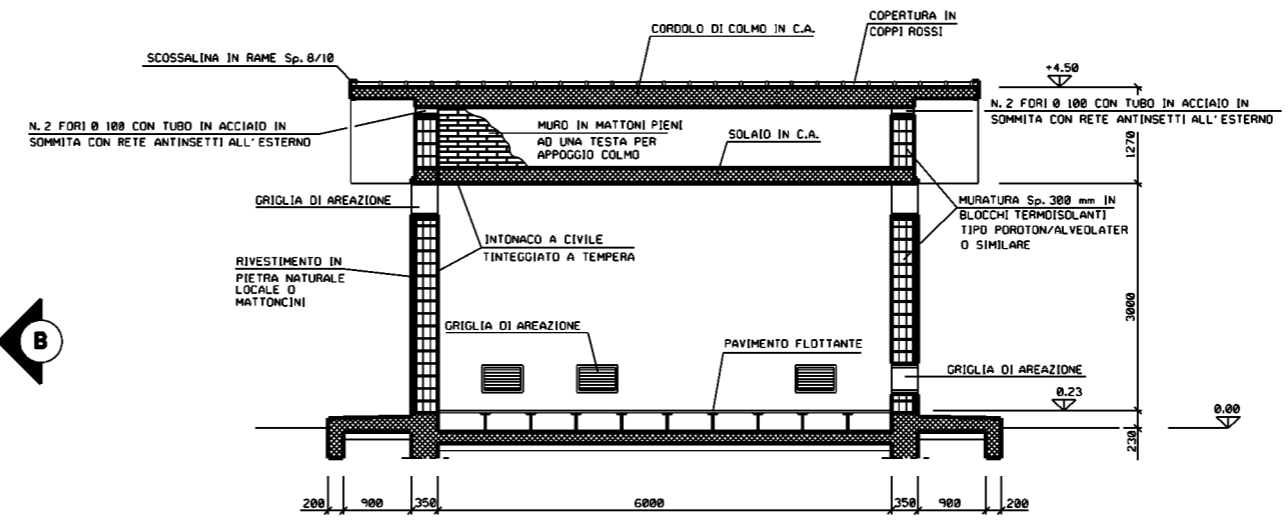 CORDOLO DI COLMO IN C.A.
COPERTURA IN
COPPI ROSSI
SCOSSALINA IN RAME Sp. 8/10
+4.50
N. 2 FORI Ø 100 CON TUBO IN ACCIAIO IN
SOMMITA CON RETE ANTINSETTI ALL'ESTERNO
MURO IN MATTONI PIENI
AD UNA TESTA PER
APPOGGIO COLMO
SOLAIO IN C.A.
N. 2 FORI Ø 100 CON TUBO IN ACCIAIO IN
SOMMITA CON RETE ANTINSETTI ALL'ESTERNO
1270
GRIGLIA DI AREAZIONE
MURATURA Sp. 300 mm IN
BLOCCHI TERMOISOLANTI
TIPO POROTON/ALVEOLATER
O SIMILARE
INTONACO A CIVILE
TINTEGGIATO A TEMPERA
RIVESTIMENTO IN
PIETRA NATURALE
LOCALE O
MATTONCINI
3000
B
GRIGLIA DI AREAZIONE
PAVIMENTO FLOTTANTE
GRIGLIA DI AREAZIONE
0.23
0.00
230
200 900 350 6000 350 900 200